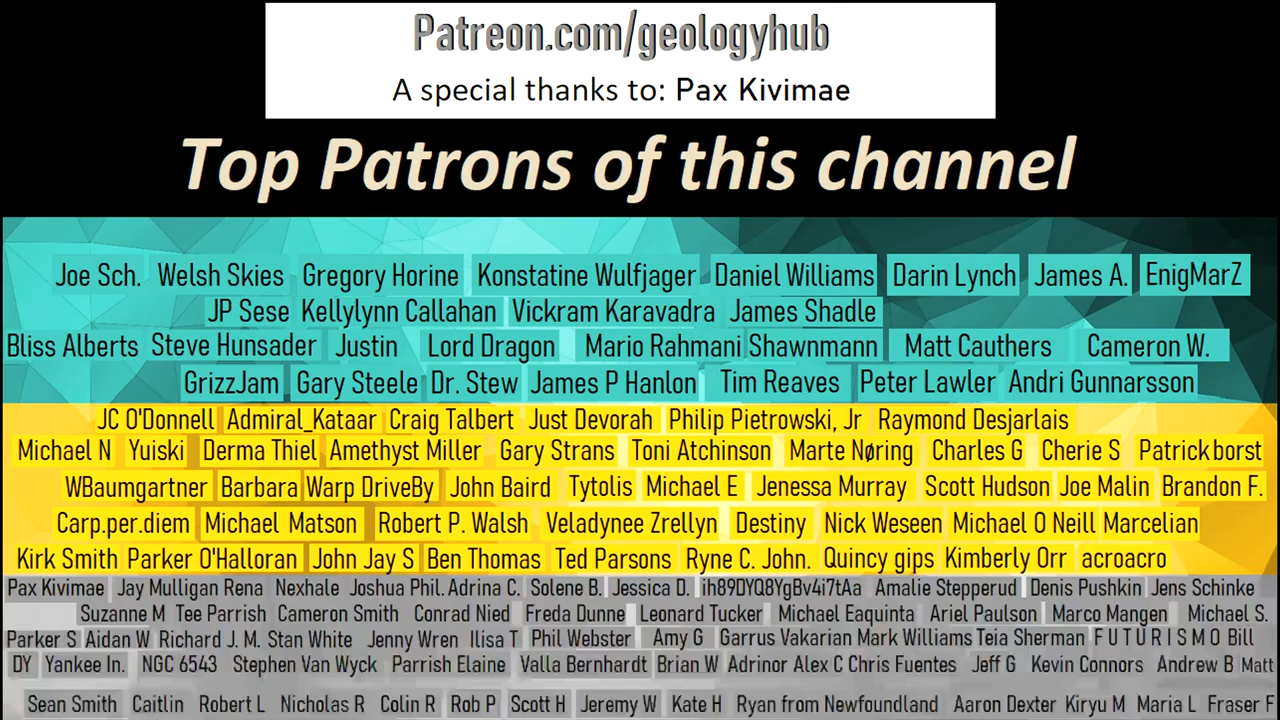 Patreon.com/geologyhub
A special thanks to: Pax Kivimae
Top Patrons of this channel
Joe Sch. Welsh Skies Gregory Horine Konstatine Wulfjager Daniel Williams Darin Lynch James A. EnigMarZ
JP Sese Kellylynn Callahan Vickram Karavadra James Shadle
Bliss Alberts Steve Hunsader Justin Lord Dragon Mario Rahmani Shawnmann Matt Cauthers Cameron W.
GrizzJam Gary Steele Dr. Stew James P Hanlon Tim Reaves Peter Lawler Andri Gunnarsson
JC O'Donnell Admiral_Kataar Craig Talbert Just Devorah Philip Pietrowski, Jr Raymond Desjarlais
Michael N Yuiski Derma Thiel Amethyst Miller Gary Strans Toni Atchinson Marte Nøring Charles G Cherie S Patrick borst
WBaumgartner Barbara Warp DriveBy John Baird Tytolis Michael E Jenessa Murray Scott Hudson Joe Malin Brandon F.
Carp.per.diem Michael Matson Robert P. Walsh Veladynee Zrellyn Destiny Nick Weseen Michael O Neill Marcelian
Kirk Smith Parker O'Halloran John Jay S Ben Thomas Ted Parsons Ryne C. John. Quincy gips Kimberly Orr acroacro
Pax Kivimae Jay Mulligan Rena Nexhale Joshua Phil. Adrina C. Solene B. Jessica D. ih89DYQ8YgBv4i7tAa Amalie Stepperud Denis Pushkin Jens Schinke
Suzanne M Tee Parrish Cameron Smith Conrad Nied Freda Dunne Leonard Tucker Michael Eaquinta Ariel Paulson Marco Mangen Michael S.
Parker S Aidan W Richard J. M. Stan White Jenny Wren Ilisa T Phil Webster Amy G Garrus Vakarian Mark Williams Teia Sherman F U T U R I S M O Bill
DY Yankee In. NGC 6543 Stephen Van Wyck Parrish Elaine Valla Bernhardt Brian W Adrinor Alex C Chris Fuentes Jeff G Kevin Connors Andrew B Matt
Sean Smith Caitlin Robert L Nicholas R Colin R Rob P Scott H Jeremy W Kate H Ryan from Newfoundland Aaron Dexter Kiryu M Maria L Fraser F